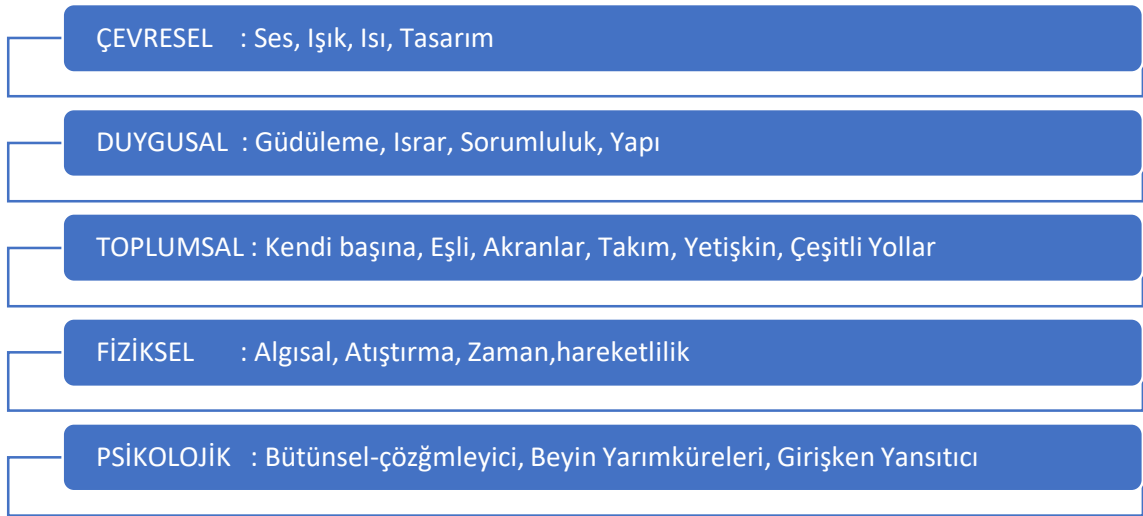 ÇEVRESEL : Ses, Işık, Isı, Tasarım
DUYGUSAL : Güdüleme, Israr, Sorumluluk, Yapı
TOPLUMSAL : Kendi başına, Eşli, Akranlar, Takım, Yetişkin, Çeşitli Yollar
FİZİKSEL : Algısal, Atıştırma, Zaman,hareketlilik
PSİKOLOJİK : Bütünsel-çözğmleyici, Beyin Yarımküreleri, Girişken Yansıtıcı